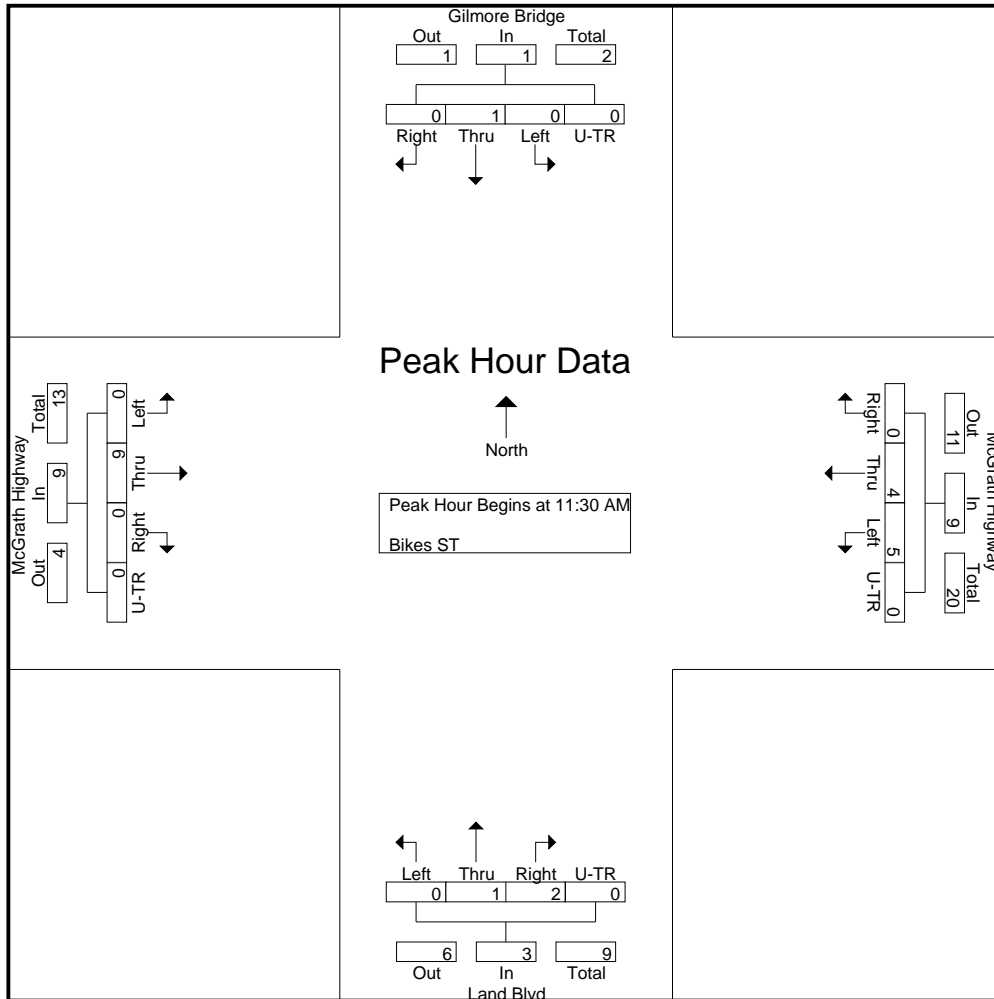 Gilmore Bridge
Out In Total
1 1 2
0 1 0 0
Right Thru Left U-TR
Peak Hour Data
North
Peak Hour Begins at 11:30 AM
Bikes ST
McGrath Highway
Total In Out
13 9 4
0 9 0 0
Left Thru Right U-TR
Right Thru Left U-TR
0 4 5 0
11 9 20
Out In Total
McGrath Highway
Left Thru Right U-TR
0 1 2 0
6 3 9
Out In Total
Land Blvd